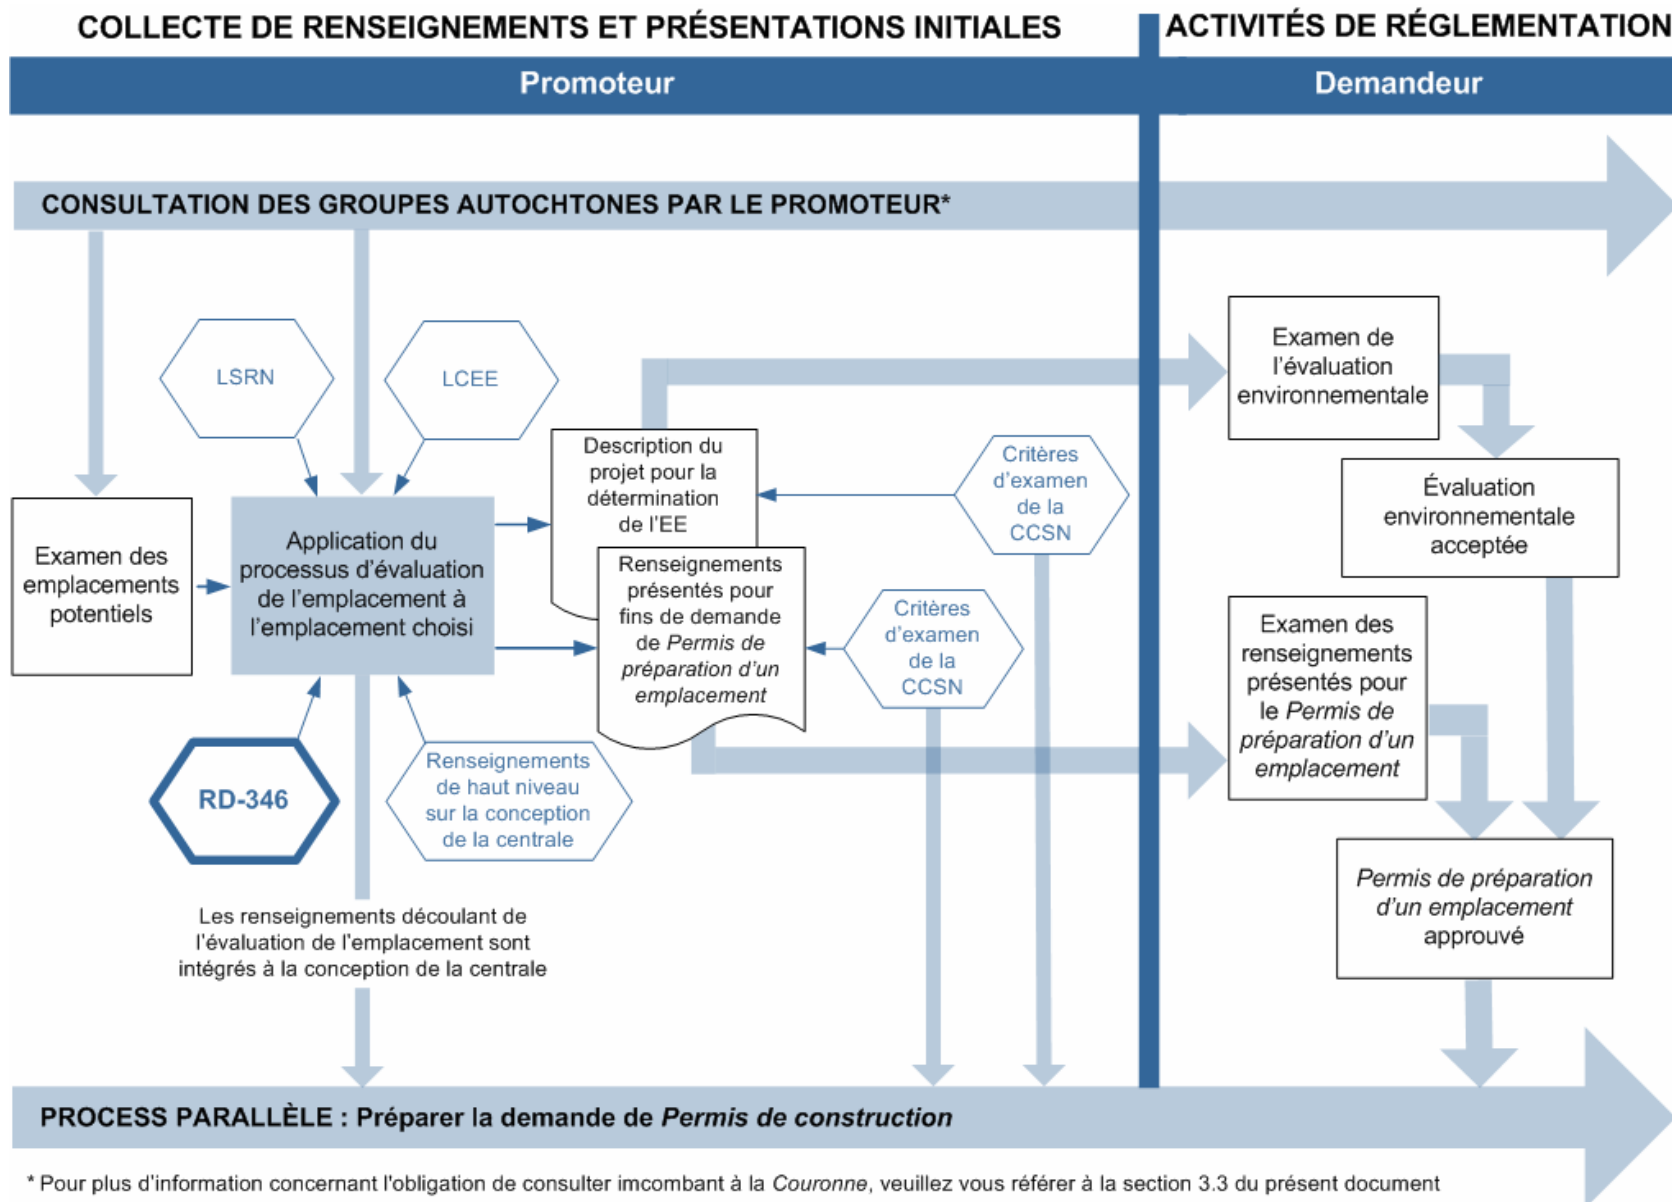 COLLECTE DE RENSEIGNEMENTS ET PRÉSENTATIONS INITIALES
ACTIVITÉS DE RÉGLEMENTATION
Promoteur
Demandeur
CONSULTATION DES GROUPES AUTOCHTONES PAR LE PROMOTEUR*
LSRN
LCEE
Examen des
emplacements
potentiels
Application du
processus d'évaluation
de l'emplacement à
l'emplacement choisi
RD-346
Renseignements
de haut niveau
sur la conception
de la centrale
Description du
projet pour la
détermination
de l'EE
Renseignements
présentés pour
fins de demande
de Permis de
préparation d'un
emplacement
Critères
d'examen
de la
CCSN
Critères
d'examen
de la
CCSN
Les renseignements découlant de
l'évaluation de l'emplacement sont
intégrés à la conception de la centrale
Examen de
l'évaluation
environnementale
Évaluation
environnementale
acceptée
Examen des
renseignements
présentés pour
le Permis de
préparation d'un
emplacement
Permis de préparation
d'un emplacement
approuvé
PROCESS PARALLÈLE : Préparer la demande de Permis de construction
* Pour plus d'information concernant l'obligation de consulter imcombant à la Couronne, veuillez vous référer à la section 3.3 du présent document